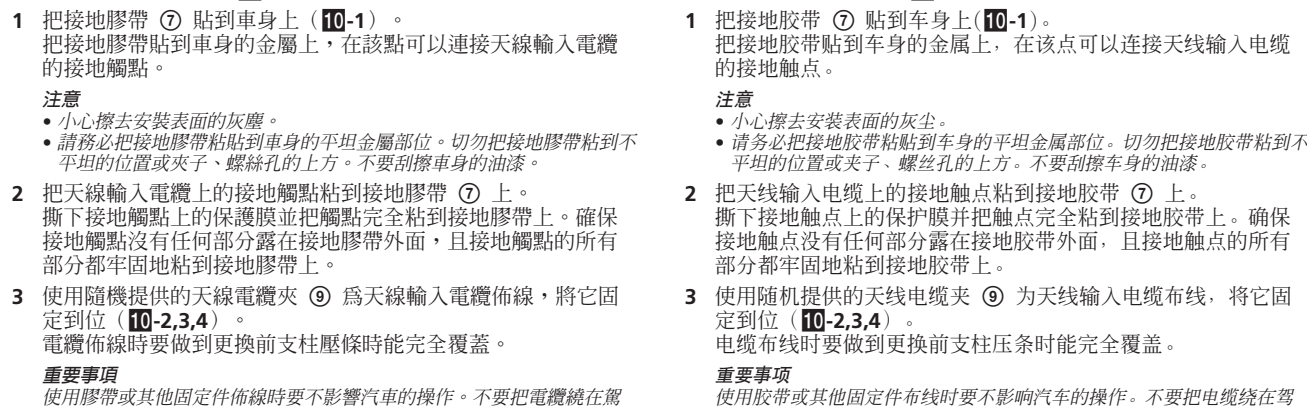 1 把接地膠帶 ⑦ 貼到車身上（10-1）。
把接地膠帶貼到車身的金屬上，在該點可以連接天線輸入電纜
的接地觸點。
注意
• 小心擦去安裝表面的灰塵。
• 請務必把接地膠帶粘貼到車身的平坦金屬部位。切勿把接地膠帶粘到不
平坦的位置或夾子、螺絲孔的上方。不要刮擦車身的油漆。
2 把天線輸入電纜上的接地觸點粘到接地膠帶 ⑦ 上。
撕下接地觸點上的保護膜並把觸點完全粘到接地膠帶上。確保
接地觸點沒有任何部分露在接地膠帶外面，且接地觸點的所有
部分都牢固地粘到接地膠帶上。
3 使用隨機提供的天線電纜夾 ⑨ 爲天線輸入電纜佈線，將它固
定到位（10-2,3,4）。
電纜佈線時要做到更換前支柱壓條時能完全覆蓋。
重要事項
使用膠帶或其他固定件佈線時要不影響汽車的操作。不要把電纜繞在駕
1 把接地胶带 ⑦ 贴到车身上(10-1)。
把接地胶带贴到车身的金属上，在该点可以连接天线输入电缆
的接地触点。
注意
• 小心擦去安装表面的灰尘。
• 请务必把接地胶带粘贴到车身的平坦金属部位。切勿把接地胶带粘到不
平坦的位置或夹子、螺丝孔的上方。不要刮擦车身的油漆。
2 把天线输入电缆上的接地触点粘到接地胶带 ⑦ 上。
撕下接地触点上的保护膜并把触点完全粘到接地胶带上。确保
接地触点没有任何部分露在接地胶带外面，且接地触点的所有
部分都牢固地粘到接地胶带上。
3 使用随机提供的天线电缆夹 ⑨ 为天线输入电缆布线，将它固
定到位（10-2,3,4）。
电缆布线时要做到更换前支柱压条时能完全覆盖。
重要事项
使用胶带或其他固定件布线时要不影响汽车的操作。不要把电缆绕在驾